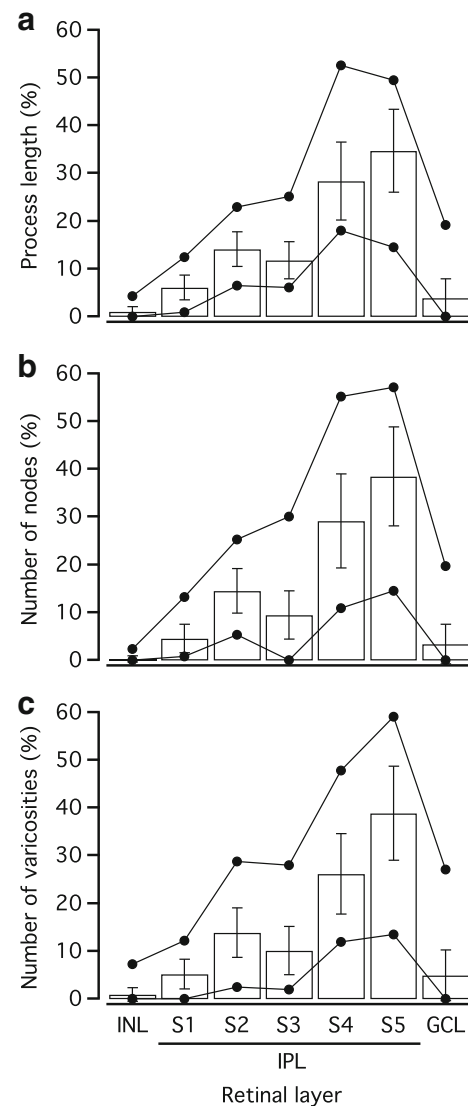 a
Process length (%)
60
50
40
30
20
10
0
b
Number of nodes (%)
60
50
40
30
20
10
0
c
Number of varicosities (%)
60
50
40
30
20
10
0
INL S1 S2 S3 S4 S5 GCL
IPL
Retinal layer